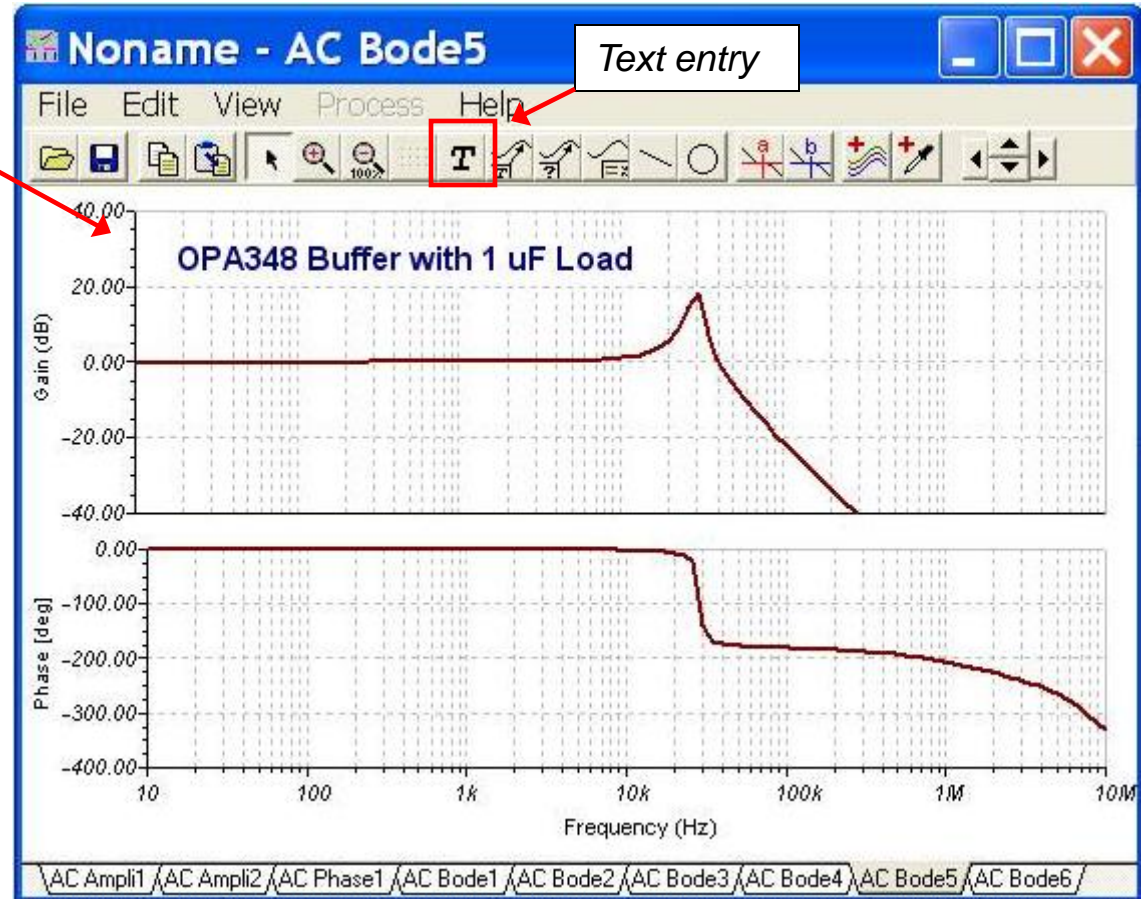 Noname - AC Bode5
Text entry
File Edit View Process Help
100%
T
T
?
a
b
40.00
OPA348 Buffer with 1 uF Load
20.00
0.00
-20.00
-40.00
Gain (dB)
0.00
-100.00
-200.00
-300.00
-400.00
Phase [deg]
10 100 1k 10k 100k 1M 10M
Frequency (Hz)
AC Ampli1 AC Ampli2 AC Phase1 AC Bode1 AC Bode2 AC Bode3 AC Bode4 AC Bode5 AC Bode6